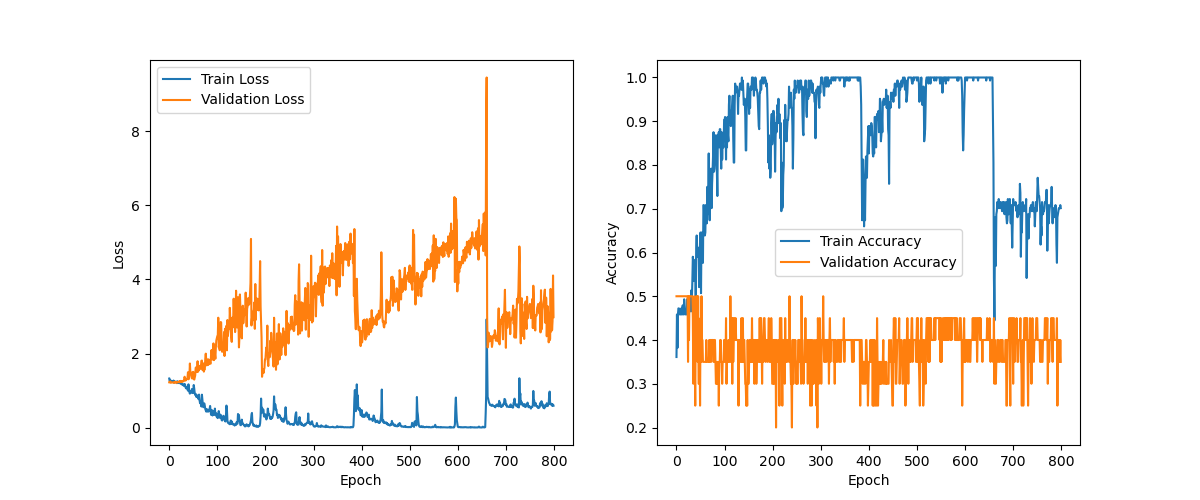 Train Loss
Validation Loss
Loss
8
6
4
2
0
0 100 200 300 400 500 600 700 800
Epoch
Train Accuracy
Validation Accuracy
Accuracy
1.0
0.9
0.8
0.7
0.6
0.5
0.4
0.3
0.2
0 100 200 300 400 500 600 700 800
Epoch